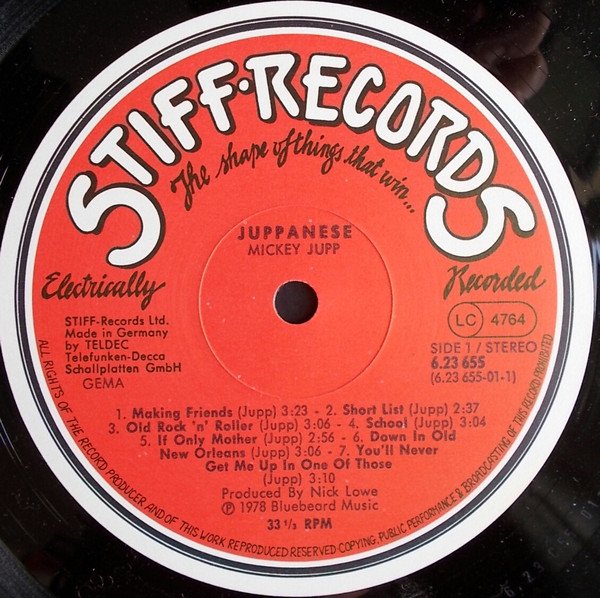 STIFF·RECORDS
The shape of things that win...
JUPPANESE
MICKEY JUPP
Electrically
Recorded
STIFF-Records Ltd.
Made in Germany
by TELDEC
Telefunken-Decca
Schallplatten GmbH
GEMA
LC 4764
SIDE 1 / STEREO
6.23 655
(6.23 655-01-1)
1. Making Friends (Jupp) 3:23 - 2. Short List (Jupp) 2:37
3. Old Rock 'n' Roller (Jupp) 3:06 - 4. School (Jupp) 3:04
5. If Only Mother (Jupp) 2:56 - 6. Down In Old
New Orleans (Jupp) 3:06 - 7. You'll Never
Get Me Up In One Of Those
(Jupp) 3:10
Produced By Nick Lowe
℗ 1978 Bluebeard Music
33 1/3 RPM
ALL RIGHTS OF THE RECORD PRODUCER AND OF THIS WORK REPRODUCED RESERVED·COPYING, PUBLIC PERFORMANCE & BROADCASTING OF THIS RECORD PROHIBITED